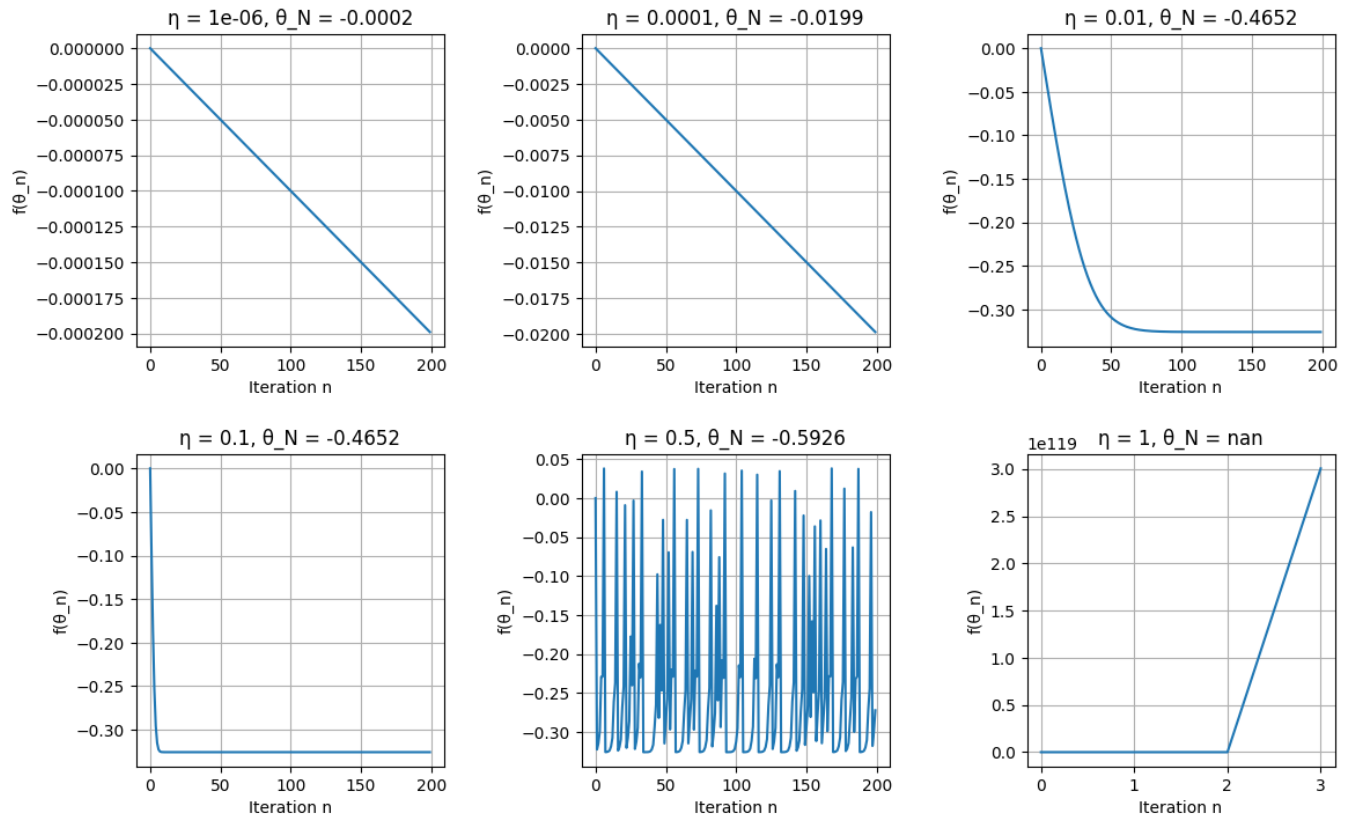 η = 1e-06, θ_N = -0.0002
f(θ_n)
0.000000
−0.000025
−0.000050
−0.000075
−0.000100
−0.000125
−0.000150
−0.000175
−0.000200
0 50 100 150 200
Iteration n
η = 0.0001, θ_N = -0.0199
f(θ_n)
0.0000
−0.0025
−0.0050
−0.0075
−0.0100
−0.0125
−0.0150
−0.0175
−0.0200
0 50 100 150 200
Iteration n
η = 0.01, θ_N = -0.4652
f(θ_n)
0.00
−0.05
−0.10
−0.15
−0.20
−0.25
−0.30
0 50 100 150 200
Iteration n
η = 0.1, θ_N = -0.4652
f(θ_n)
0.00
−0.05
−0.10
−0.15
−0.20
−0.25
−0.30
0 50 100 150 200
Iteration n
η = 0.5, θ_N = -0.5926
f(θ_n)
0.05
0.00
−0.05
−0.10
−0.15
−0.20
−0.25
−0.30
0 50 100 150 200
Iteration n
η = 1, θ_N = nan
1e119
f(θ_n)
3.0
2.5
2.0
1.5
1.0
0.5
0.0
0 1 2 3
Iteration n